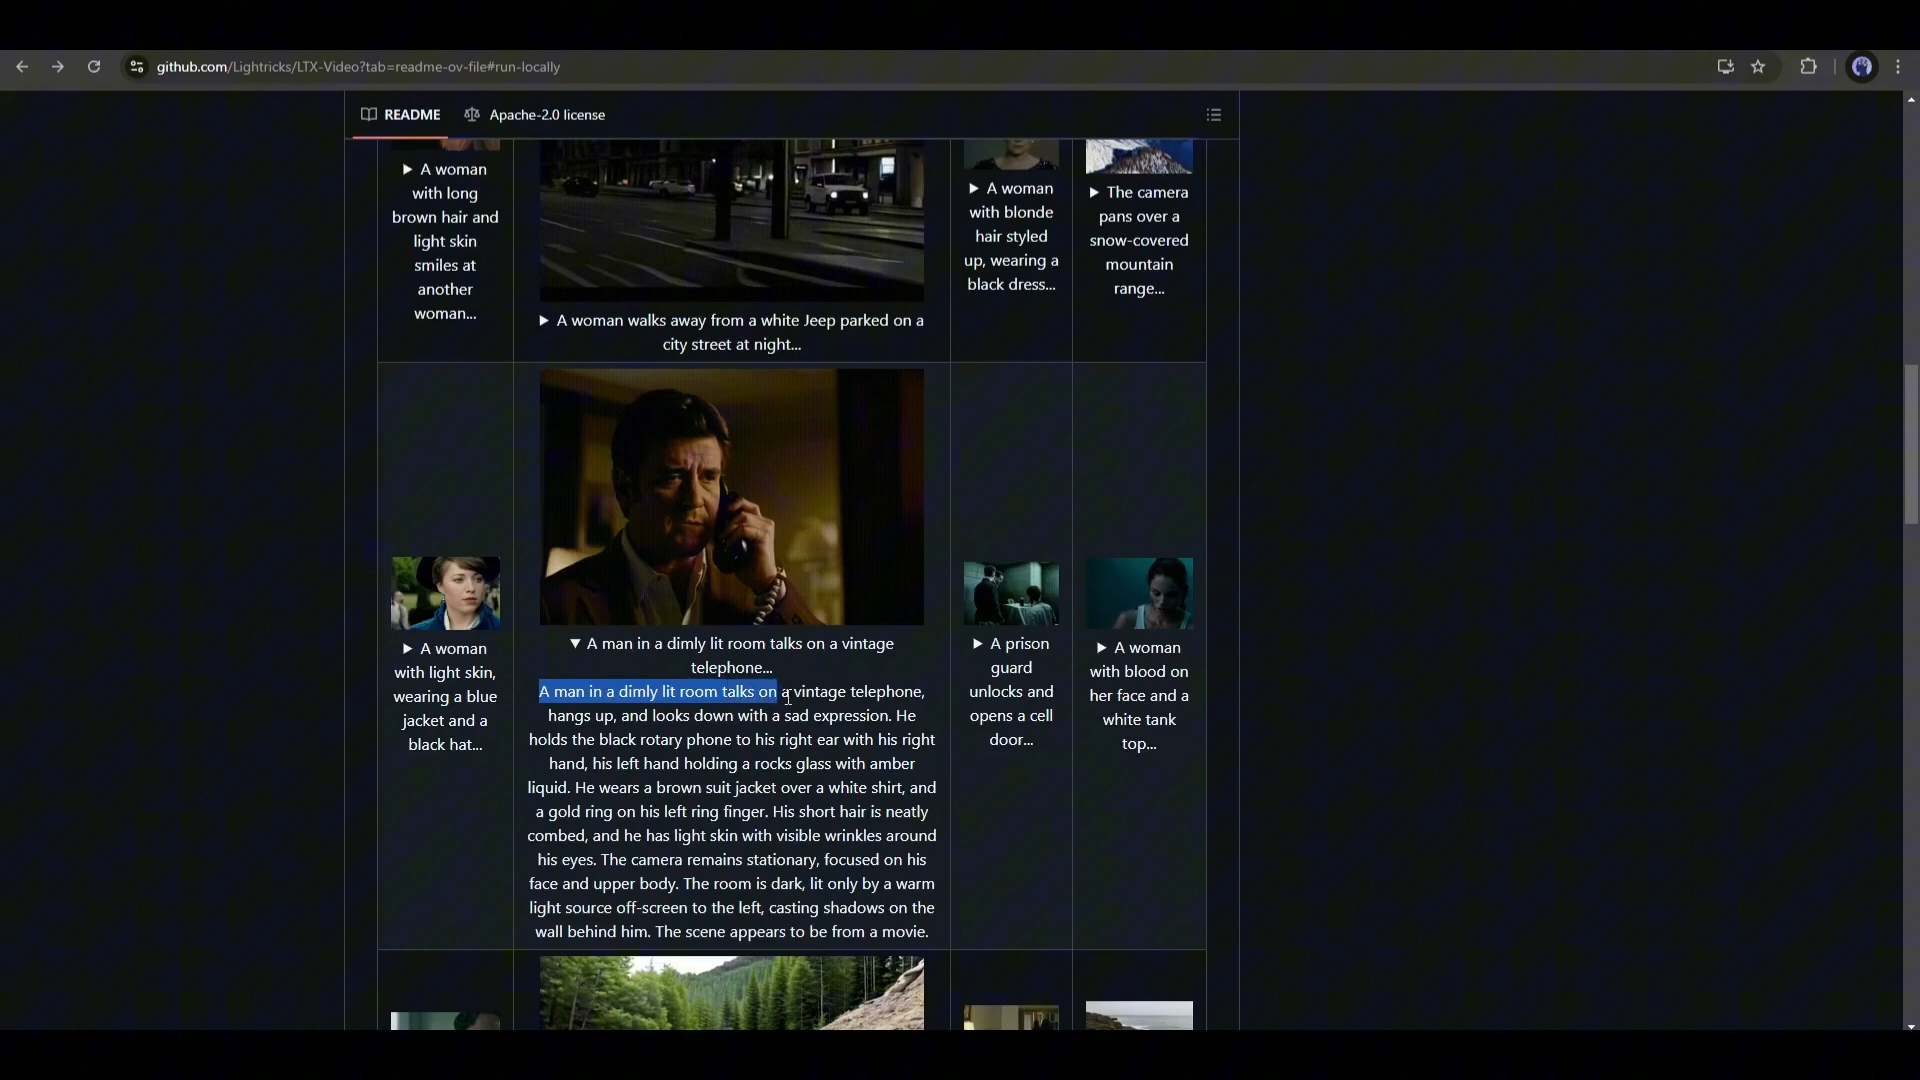 github.com/Lightricks/LTX-Video?tab=readme-ov-file#run-locally
README
Apache-2.0 license
▶ A woman
with long
brown hair and
light skin
smiles at
another
woman...
▶ A woman walks away from a white Jeep parked on a
city street at night...
▶ A woman
with blonde
hair styled
up, wearing a
black dress...
▶ The camera
pans over a
snow-covered
mountain
range...
▶ A woman
with light skin,
wearing a blue
jacket and a
black hat...
▼ A man in a dimly lit room talks on a vintage
telephone...
A man in a dimly lit room talks on a vintage telephone,
hangs up, and looks down with a sad expression. He
holds the black rotary phone to his right ear with his right
hand, his left hand holding a rocks glass with amber
liquid. He wears a brown suit jacket over a white shirt, and
a gold ring on his left ring finger. His short hair is neatly
combed, and he has light skin with visible wrinkles around
his eyes. The camera remains stationary, focused on his
face and upper body. The room is dark, lit only by a warm
light source off-screen to the left, casting shadows on the
wall behind him. The scene appears to be from a movie.
▶ A prison
guard
unlocks and
opens a cell
door...
▶ A woman
with blood on
her face and a
white tank
top...